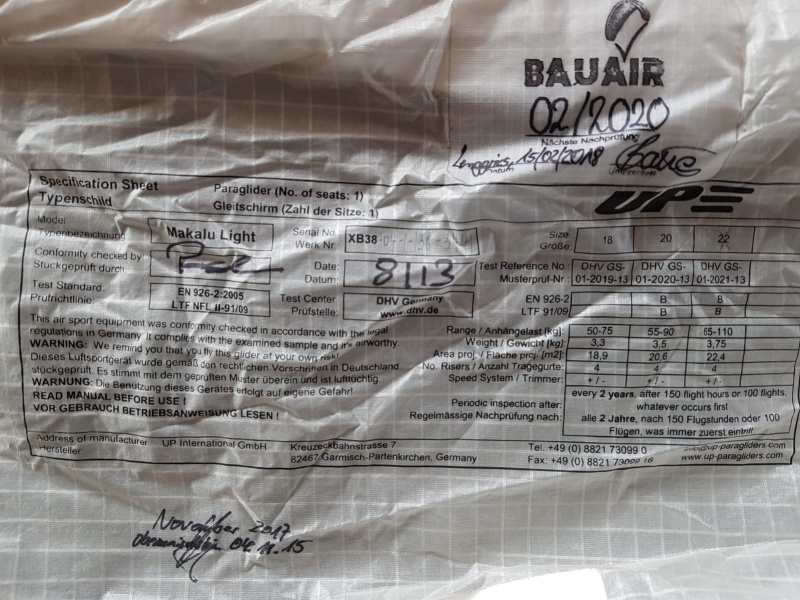 BAUAIR
02/2020
Nächste Nachprüfung
Lenggries, 15/02/2018
Specification Sheet
Typenschild
Paraglider (No. of seats: 1)
Gleitschirm (Zahl der Sitze: 1)
UP
Model
Typenbezeichnung
Makalu Light
Serial No
Werk Nr
XB38
Size
Größe:
18 20 22
Conformity checked by
Stückgeprüft durch:
Date:
Datum:
8/13
Test Reference No.:
Musterprüf-Nr.:
DHV GS-01-2019-13
DHV GS-01-2020-13
DHV GS-01-2021-13
Test Standard:
Prüfrichtlinie:
EN 926-2:2005
LTF NFL II-91/09
Test Center
Prüfstelle:
DHV Germany
www.dhv.de
EN 926-2 B B
LTF 91/09 B B
This air sport equipment was conformity checked in accordance with the legal
regulations in Germany. It complies with the examined sample and it's airworthy.
WARNING: We remind you that you fly this glider at your own risk!
Dieses Luftsportgerät wurde gemäß den rechtlichen Vorschriften in Deutschland
stückgeprüft. Es stimmt mit dem geprüften Muster überein und ist lufttüchtig.
WARNUNG: Die Benutzung dieses Gerätes erfolgt auf eigene Gefahr!
READ MANUAL BEFORE USE !
VOR GEBRAUCH BETRIEBSANWEISUNG LESEN !
Range / Anhängelast [kg] 50-75 55-90 65-110
Weight / Gewicht [kg] 3,3 3,5 3,75
Area proj. / Fläche proj. [m2]: 18,9 20,6 22,4
No. Risers / Anzahl Tragegurte: 4 4 4
Speed System / Trimmer: + / - + / - + / -
Periodic inspection after:
every 2 years, after 150 flight hours or 100 flights,
whatever occurs first
Regelmässige Nachprüfung nach:
alle 2 Jahre, nach 150 Flugstunden oder 100
Flügen, was immer zuerst eintritt
Address of manufacturer
Hersteller
UP International GmbH
Kreuzeckbahnstrasse 7
82467 Garmisch-Partenkirchen, Germany
Tel. +49 (0) 8821 73099 0
Fax. +49 (0) 8821 73099 16
info@up-paragliders.com
www.up-paragliders.com
November 2017
04.11.15